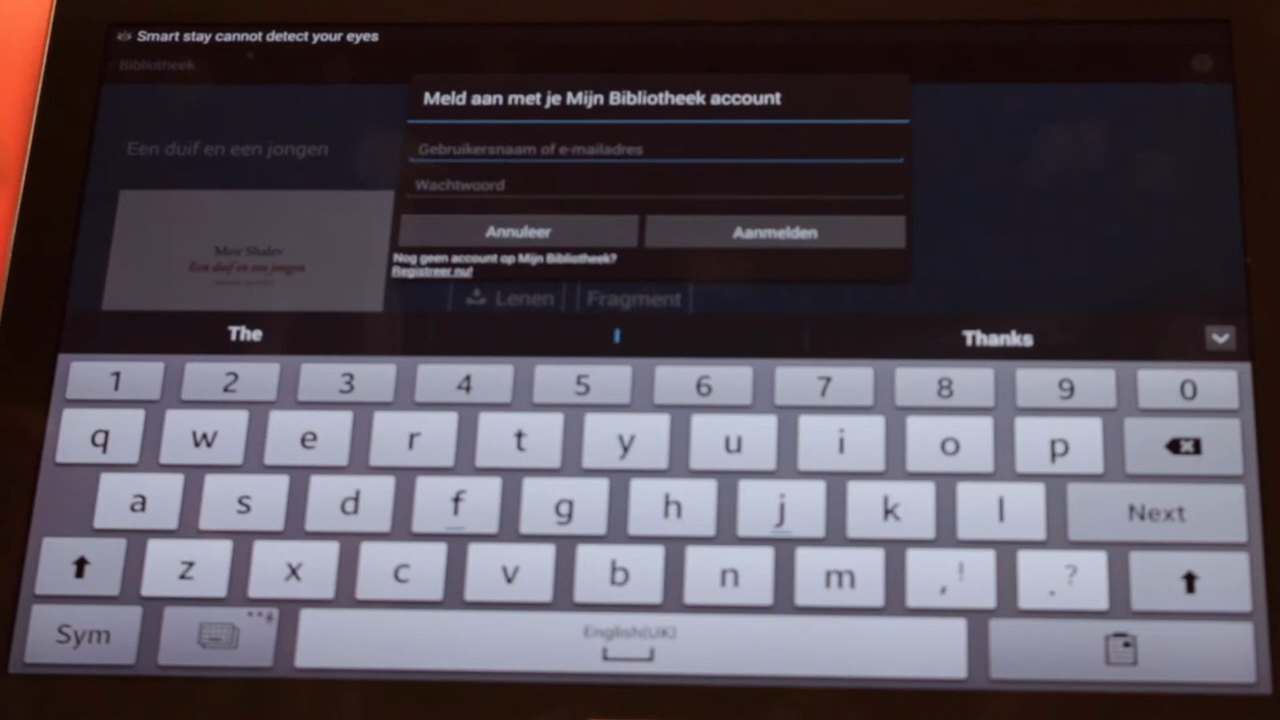 Smart stay cannot detect your eyes
Bibliotheek
Meld aan met je Mijn Bibliotheek account
Een duif en een jongen
Gebruikersnaam of e-mailadres
Wachtwoord
Annuleer
Aanmelden
Meir Shalev
Een duif en een jongen
Nog geen account op Mijn Bibliotheek?
Registreer nu!
Lenen
Fragment
The
I
Thanks
1 2 3 4 5 6 7 8 9 0
q w e r t y u i o p
a s d f g h j k l Next
z x c v b n m , ! . ?
Sym
English(UK)